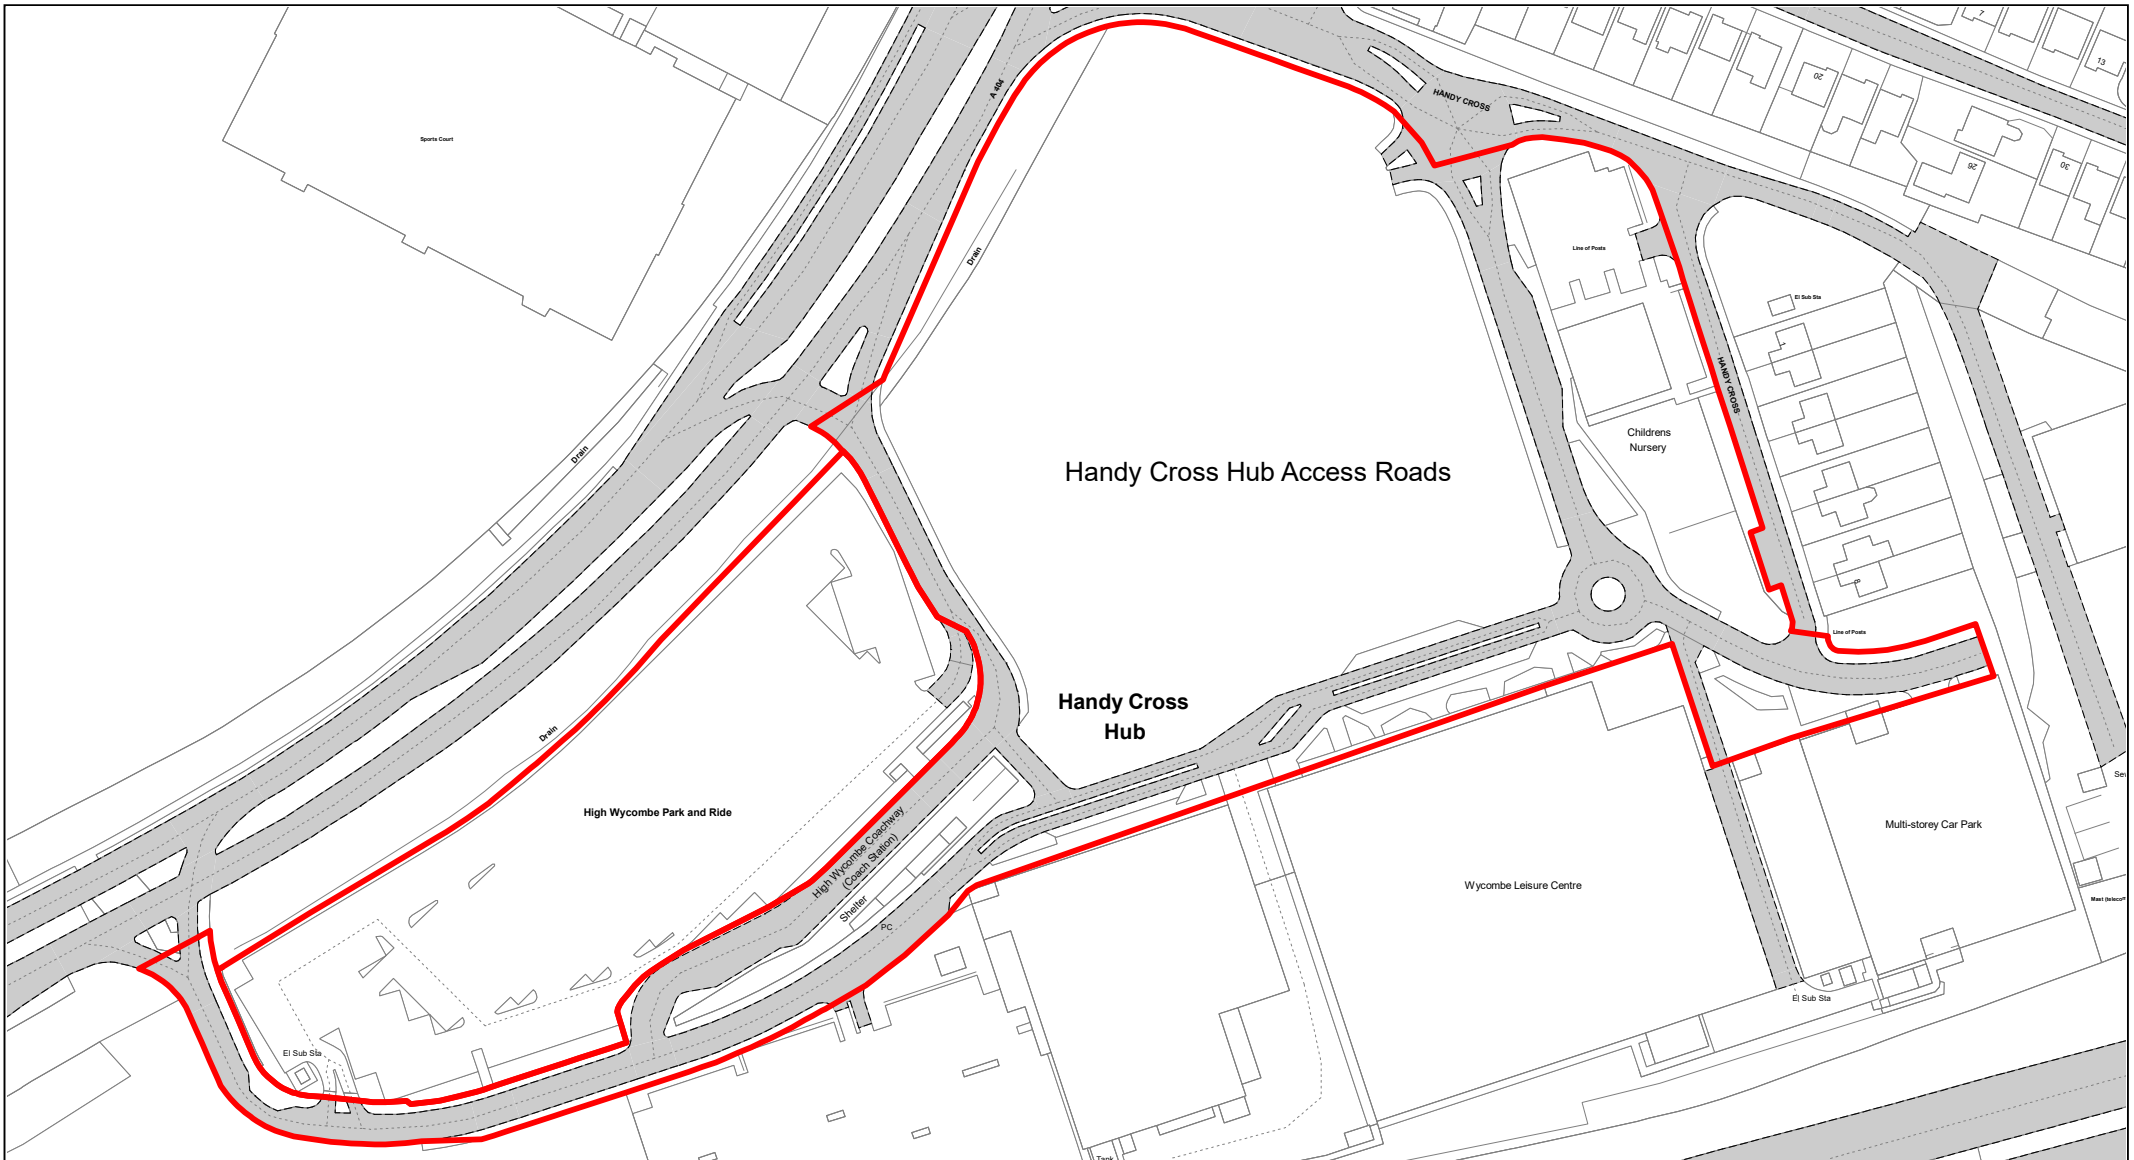 7
13
20
A 404
HANDY CROSS
Sports Court
26
30
Line of Posts
Drain
El Sub Sta
1
HANDY CROSS
Childrens
Nursery
Drain
Handy Cross Hub Access Roads
8
Line of Posts
Handy Cross
Hub
Drain
High Wycombe Park and Ride
High Wycombe Coachway
(Coach Station)
Multi-storey Car Park
Wycombe Leisure Centre
Shelter
PC
El Sub Sta
El Sub Sta
Tank